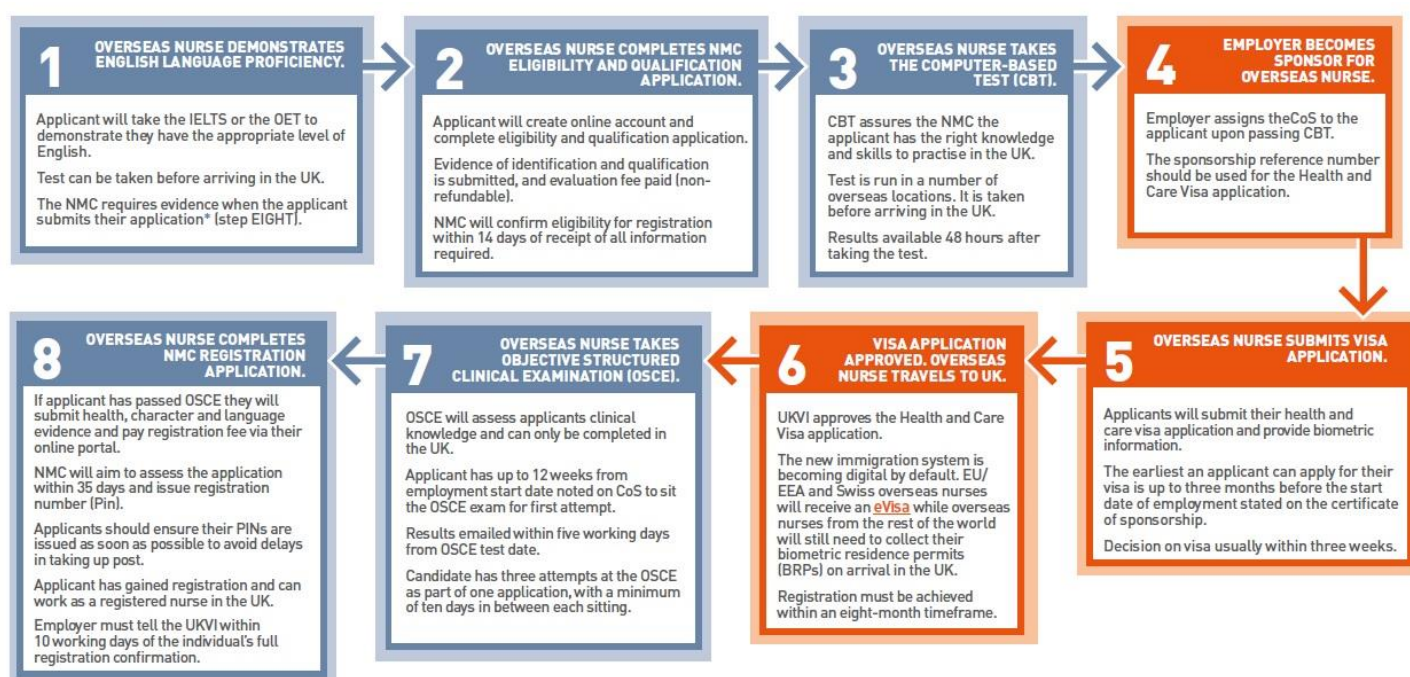 1
OVERSEAS NURSE DEMONSTRATES
ENGLISH LANGUAGE PROFICIENCY.
Applicant will take the IELTS or the OET to
demonstrate they have the appropriate level of
English.
Test can be taken before arriving in the UK.
The NMC requires evidence when the applicant
submits their application* (step EIGHT).
2
OVERSEAS NURSE COMPLETES NMC
ELIGIBILITY AND QUALIFICATION
APPLICATION.
Applicant will create online account and
complete eligibility and qualification application.
Evidence of identification and qualification
is submitted, and evaluation fee paid (non-
refundable).
NMC will confirm eligibility for registration
within 14 days of receipt of all information
required.
3
OVERSEAS NURSE TAKES
THE COMPUTER-BASED
TEST (CBT).
CBT assures the NMC the
applicant has the right knowledge
and skills to practise in the UK.
Test is run in a number of
overseas locations. It is taken
before arriving in the UK.
Results available 48 hours after
taking the test.
4
EMPLOYER BECOMES
SPONSOR FOR
OVERSEAS NURSE.
Employer assigns theCoS to the
applicant upon passing CBT.
The sponsorship reference number
should be used for the Health and
Care Visa application.
5
OVERSEAS NURSE SUBMITS VISA
APPLICATION.
Applicants will submit their health and
care visa application and provide biometric
information.
The earliest an applicant can apply for their
visa is up to three months before the start
date of employment stated on the certificate
of sponsorship.
Decision on visa usually within three weeks.
6
VISA APPLICATION
APPROVED. OVERSEAS
NURSE TRAVELS TO UK.
UKVI approves the Health and Care
Visa application.
The new immigration system is
becoming digital by default. EU/
EEA and Swiss overseas nurses
will receive an eVisa while overseas
nurses from the rest of the world
will still need to collect their
biometric residence permits
(BRPs) on arrival in the UK.
Registration must be achieved
within an eight-month timeframe.
7
OVERSEAS NURSE TAKES
OBJECTIVE STRUCTURED
CLINICAL EXAMINATION (OSCE).
OSCE will assess applicants clinical
knowledge and can only be completed in
the UK.
Applicant has up to 12 weeks from
employment start date noted on CoS to sit
the OSCE exam for first attempt.
Results emailed within five working days
from OSCE test date.
Candidate has three attempts at the OSCE
as part of one application, with a minimum
of ten days in between each sitting.
8
OVERSEAS NURSE COMPLETES
NMC REGISTRATION
APPLICATION.
If applicant has passed OSCE they will
submit health, character and language
evidence and pay registration fee via their
online portal.
NMC will aim to assess the application
within 35 days and issue registration
number (Pin).
Applicants should ensure their PINs are
issued as soon as possible to avoid delays
in taking up post.
Applicant has gained registration and can
work as a registered nurse in the UK.
Employer must tell the UKVI within
10 working days of the individual's full
registration confirmation.